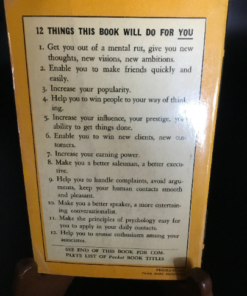 12 THINGS THIS BOOK WILL DO FOR YOU
1. Get you out of a mental rut, give you new
thoughts, new visions, new ambitions.
2. Enable you to make friends quickly and
easily.
3. Increase your popularity.
4. Help you to win people to your way of think-
ing.
5. Increase your influence, your prestige, your
ability to get things done.
6. Enable you to win new clients, new cus-
tomers.
7. Increase your earning power.
8. Make you a better salesman, a better execu-
tive.
9. Help you to handle complaints, avoid argu-
ments, keep your human contacts smooth
and pleasant.
10. Make you a better speaker, a more entertain-
ing conversationalist.
11. Make the principles of psychology easy for
you to apply in your daily contacts.
12. Help you to arouse enthusiasm among your
associates.
SEE END OF THIS BOOK FOR COM-
PLETE LIST OF Pocket BOOK TITLES